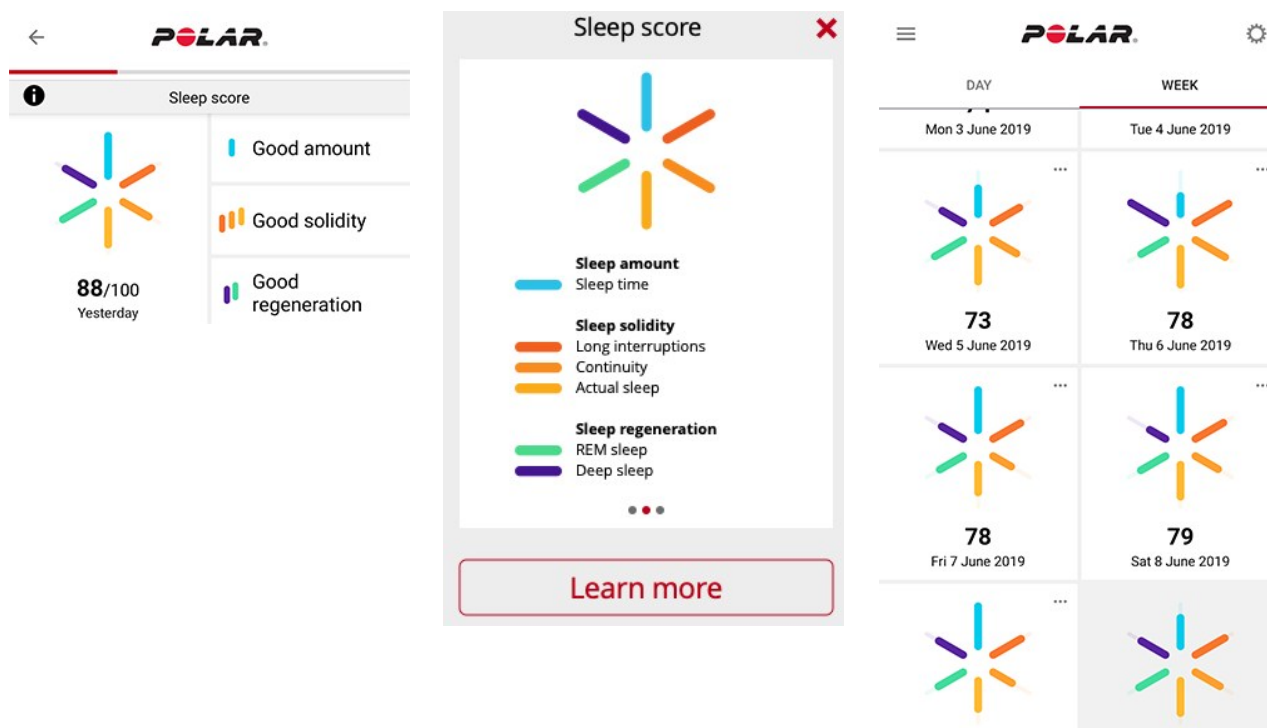 POLAR
Sleep score
Good amount
Good solidity
Good
regeneration
88/100
Yesterday
Sleep score
Sleep amount
Sleep time
Sleep solidity
Long interruptions
Continuity
Actual sleep
Sleep regeneration
REM sleep
Deep sleep
Learn more
POLAR
DAY WEEK
Mon 3 June 2019 Tue 4 June 2019
73 78
Wed 5 June 2019 Thu 6 June 2019
78 79
Fri 7 June 2019 Sat 8 June 2019